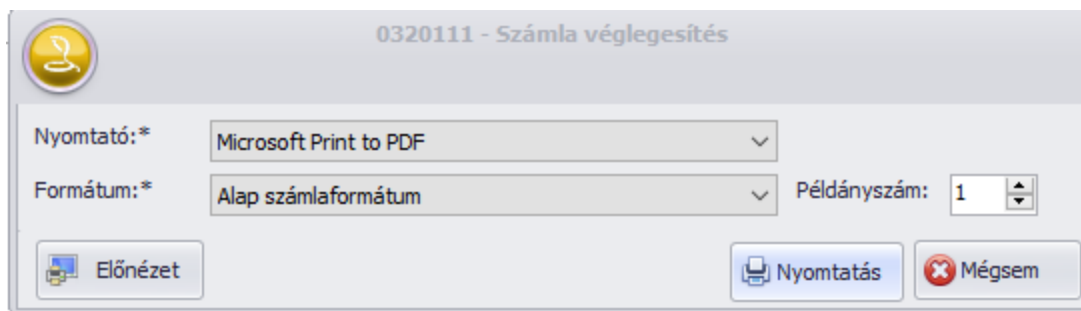 0320111 - Számla véglegesítés
Nyomtató:* Microsoft Print to PDF
Formátum:* Alap számlaformátum Példányszám: 1
Előnézet Nyomtatás Mégsem